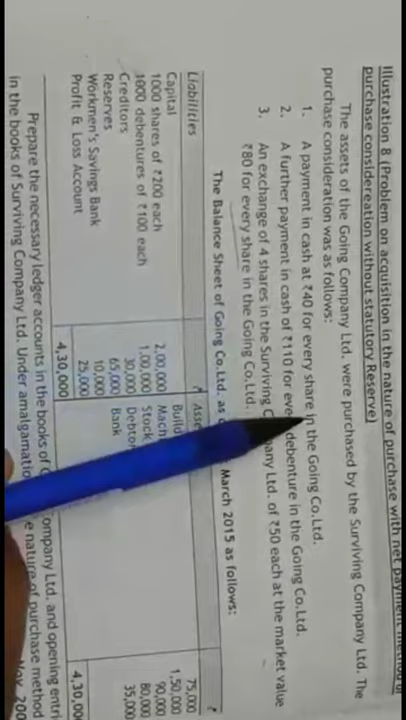 Illustration 8 (Problem on acquisition in the nature of purchase with net payment method of
purchase considereation without statutory Reserve)
The assets of the Going Company Ltd. were purchased by the Surviving Company Ltd. The
purchase consideration was as follows:
1. A payment in cash at ₹40 for every share in the Going Co.Ltd.
2. A further payment in cash of ₹110 for every debenture in the Going Co.Ltd.
3. An exchange of 4 shares in the Surviving Company Ltd. of ₹50 each at the market value
₹80 for every share in the Going Co.Ltd.
The Balance Sheet of Going Co.Ltd. as March 2015 as follows:
Liabilities ₹ Asse ₹
Capital Build 75,000
1000 shares of ₹200 each 2,00,000 Mach 1,50,000
1000 debentures of ₹100 each 1,00,000 Stock 90,000
Creditors 30,000 Debtor 80,000
Reserves 65,000 Bank 35,000
Workmen's Savings Bank 10,000
Profit & Loss Account 25,000
4,30,000 4,30,00
Prepare the necessary ledger accounts in the books of Company Ltd. and opening entri
in the books of Surviving Company Ltd. Under amalgamatio e nature of purchase method
Nov. 200